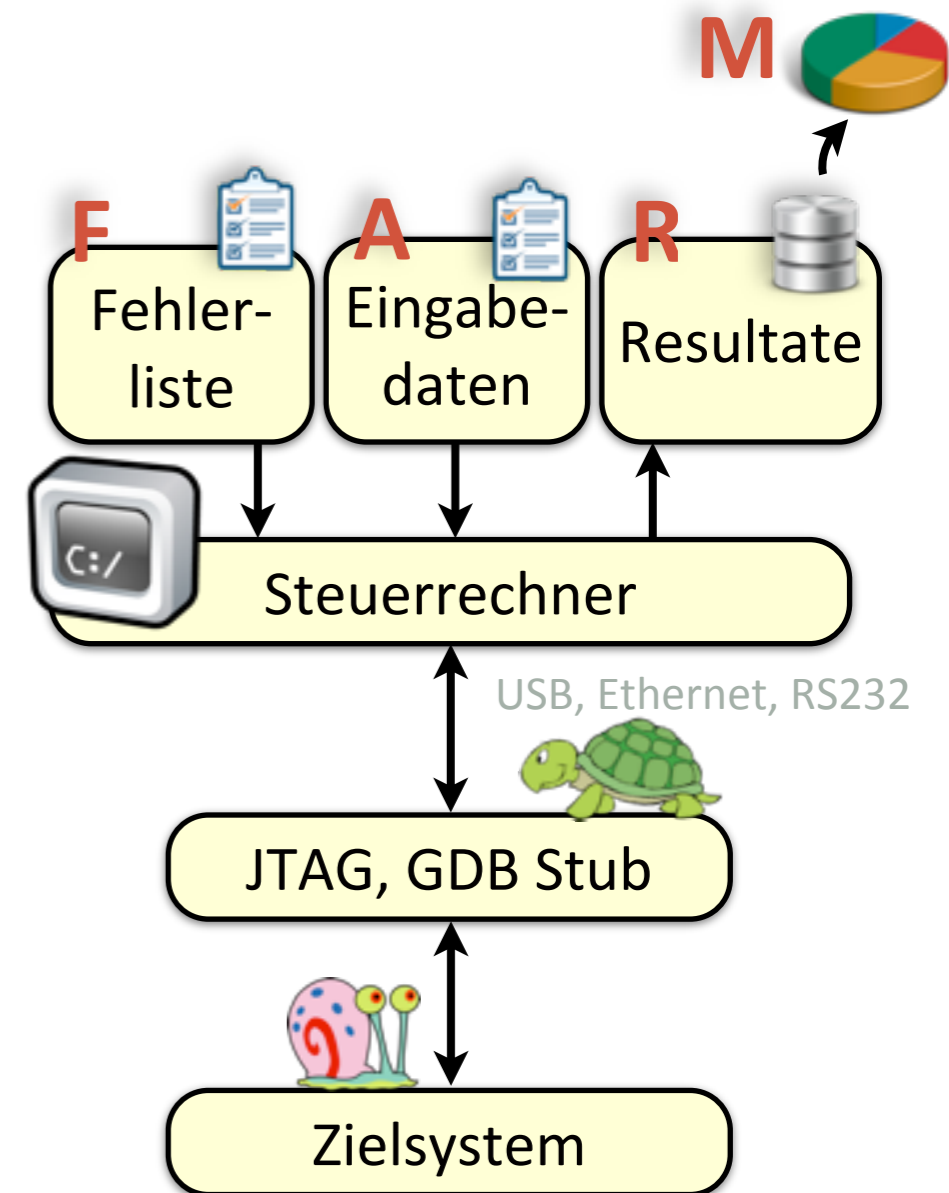 M
F
A
R
Fehler-
liste
Eingabe-
daten
Resultate
C:/
Steuerrechner
USB, Ethernet, RS232
JTAG, GDB Stub
Zielsystem